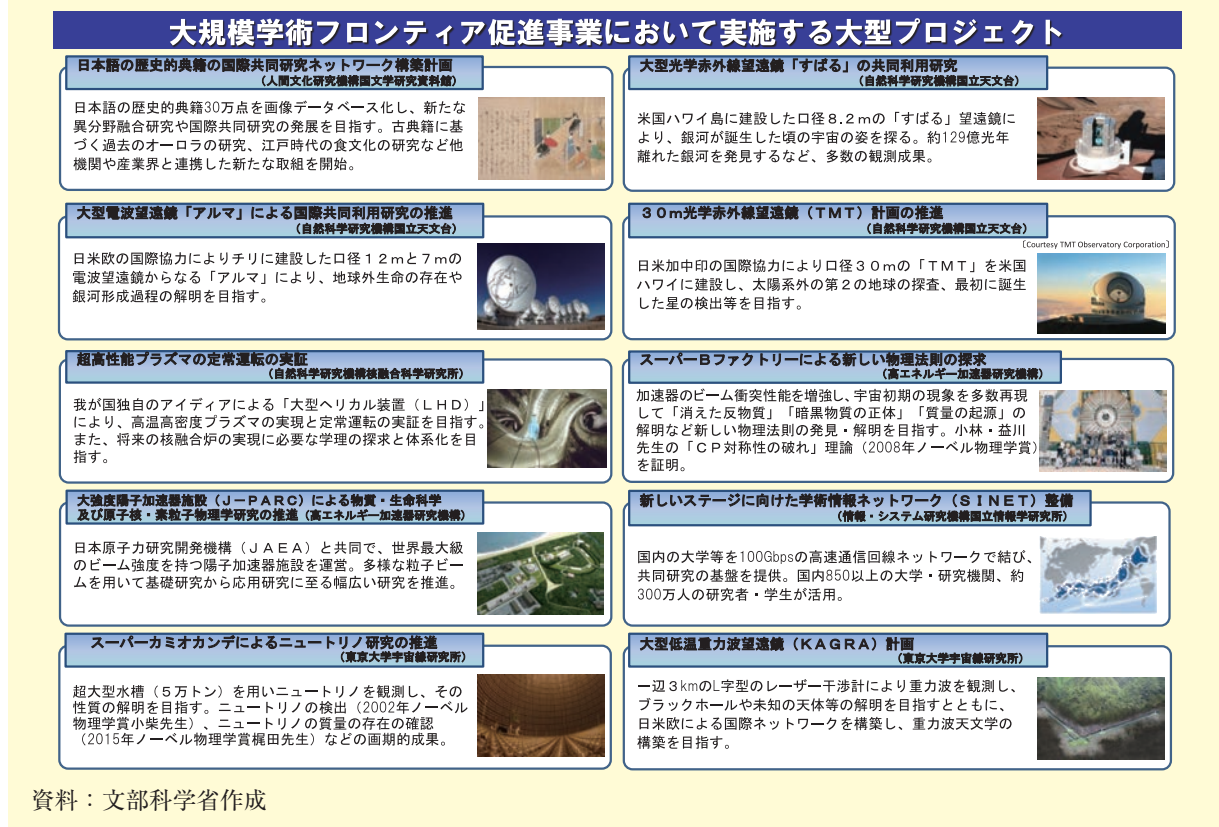 大規模学術フロンティア促進事業において実施する大型プロジェクト
日本語の歴史的典籍の国際共同研究ネットワーク構築計画
(人間文化研究機構国文学研究資料館)
日本語の歴史的典籍30万点を画像データベース化し、新たな
異分野融合研究や国際共同研究の発展を目指す。古典籍に基
づく過去のオーロラの研究、江戸時代の食文化の研究など他
機関や産業界と連携した新たな取組を開始。
大型光学赤外線望遠鏡「すばる」の共同利用研究
(自然科学研究機構国立天文台)
米国ハワイ島に建設した口径8.2mの「すばる」望遠鏡に
より、銀河が誕生した頃の宇宙の姿を探る。約129億光年
離れた銀河を発見するなど、多数の観測成果。
大型電波望遠鏡「アルマ」による国際共同利用研究の推進
(自然科学研究機構国立天文台)
日米欧の国際協力によりチリに建設した口径12mと7mの
電波望遠鏡からなる「アルマ」により、地球外生命の存在や
銀河形成過程の解明を目指す。
30m光学赤外線望遠鏡(TMT)計画の推進
(自然科学研究機構国立天文台)
〔Courtesy TMT Observatory Corporation〕
日米加中印の国際協力により口径30mの「TMT」を米国
ハワイに建設し、太陽系外の第2の地球の探査、最初に誕生
した星の検出等を目指す。
超高性能プラズマの定常運転の実証
(自然科学研究機構核融合科学研究所)
我が国独自のアイディアによる「大型ヘリカル装置(LHD)」
により、高温高密度プラズマの実現と定常運転の実証を目指す。
また、将来の核融合炉の実現に必要な学理の探求と体系化を目
指す。
スーパーBファクトリーによる新しい物理法則の探求
(高エネルギー加速器研究機構)
加速器のビーム衝突性能を増強し、宇宙初期の現象を多数再現
して「消えた反物質」「暗黒物質の正体」「質量の起源」の
解明など新しい物理法則の発見・解明を目指す。小林・益川
先生の「CP対称性の破れ」理論(2008年ノーベル物理学賞)
を証明。
大強度陽子加速器施設(J-PARC)による物質・生命科学
及び原子核・素粒子物理学研究の推進(高エネルギー加速器研究機構)
日本原子力研究開発機構(JAEA)と共同で、世界最大級
のビーム強度を持つ陽子加速器施設を運営。多様な粒子ビー
ムを用いて基礎研究から応用研究に至る幅広い研究を推進。
新しいステージに向けた学術情報ネットワーク(SINET)整備
(情報・システム研究機構国立情報学研究所)
国内の大学等を100Gbpsの高速通信回線ネットワークで結び、
共同研究の基盤を提供。国内850以上の大学・研究機関、約
300万人の研究者・学生が活用。
スーパーカミオカンデによるニュートリノ研究の推進
(東京大学宇宙線研究所)
超大型水槽(5万トン)を用いニュートリノを観測し、その
性質の解明を目指す。ニュートリノの検出(2002年ノーベル
物理学賞小柴先生)、ニュートリノの質量の存在の確認
(2015年ノーベル物理学賞梶田先生)などの画期的成果。
大型低温重力波望遠鏡(KAGRA)計画
(東京大学宇宙線研究所)
一辺3kmのL字型のレーザー干渉計により重力波を観測し、
ブラックホールや未知の天体等の解明を目指すとともに、
日米欧による国際ネットワークを構築し、重力波天文学の
構築を目指す。
資料:文部科学省作成